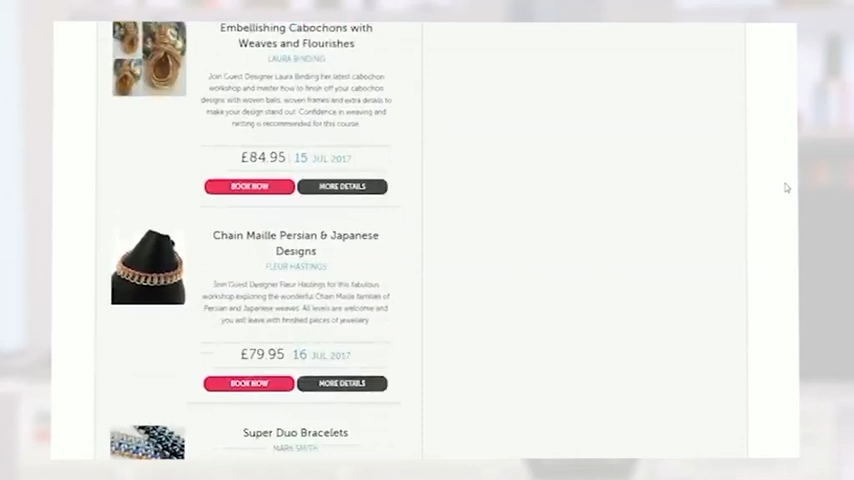 Embellishing Cabochons with
Weaves and Flourishes
LAURA BINDING
Join Guest Designer Laura Binding her latest cabochon
workshop and master how to finish off your cabochon
designs with woven bails, woven frames and extra details to
make your design stand out. Confidence in weaving and
netting is recommended for this course.
£84.95 15 JUL 2017
BOOK NOW MORE DETAILS
Chain Maille Persian & Japanese
Designs
FLEUR HASTINGS
Join Guest Designer Fleur Hastings for this fabulous
workshop exploring the wonderful Chain Maille families of
Persian and Japanese weaves. All levels are welcome and
you will leave with finished pieces of jewellery
£79.95 16 JUL 2017
BOOK NOW MORE DETAILS
Super Duo Bracelets
MARK SMITH